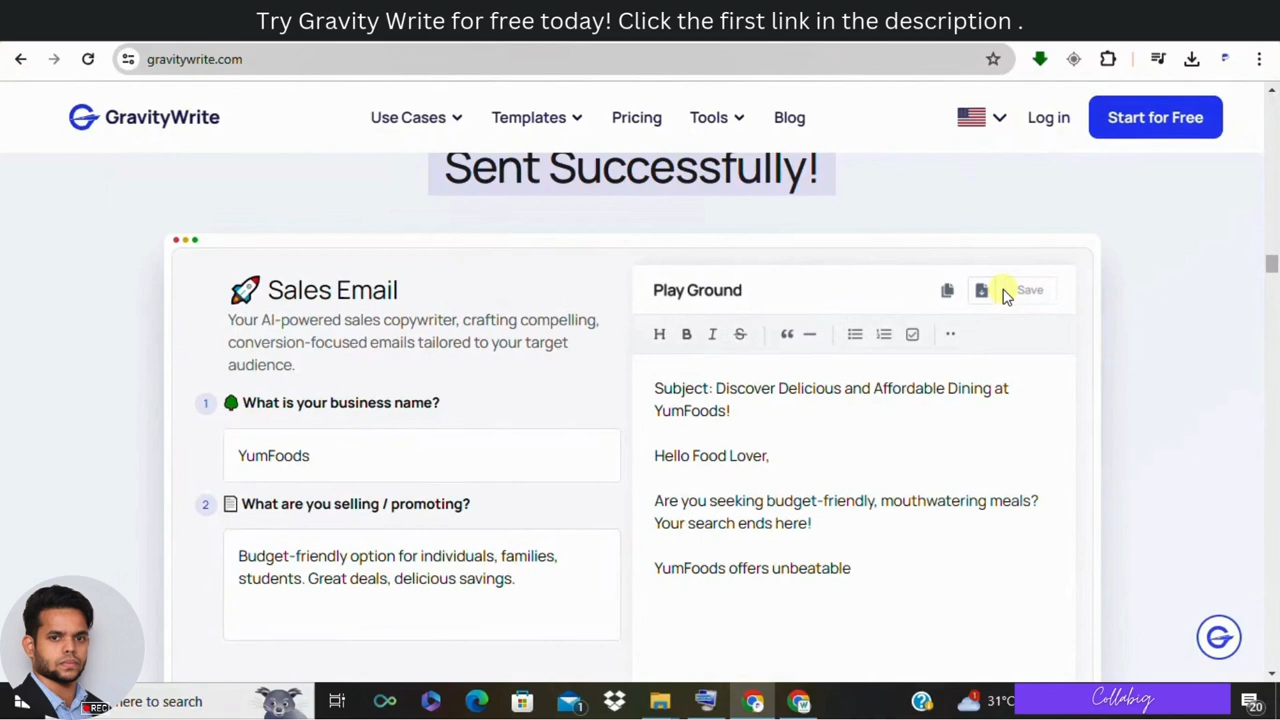 Try Gravity Write for free today! Click the first link in the description .
gravitywrite.com
GravityWrite
Use Cases
Templates
Pricing
Tools
Blog
Log in
Start for Free
Sent Successfully!
Sales Email
Your AI-powered sales copywriter, crafting compelling,
conversion-focused emails tailored to your target
audience.
1 What is your business name?
YumFoods
2 What are you selling / promoting?
Budget-friendly option for individuals, families,
students. Great deals, delicious savings.
Play Ground
Save
H B I S
Subject: Discover Delicious and Affordable Dining at
YumFoods!
Hello Food Lover,
Are you seeking budget-friendly, mouthwatering meals?
Your search ends here!
YumFoods offers unbeatable
REC
here to search
1
31°C
Collabig
20